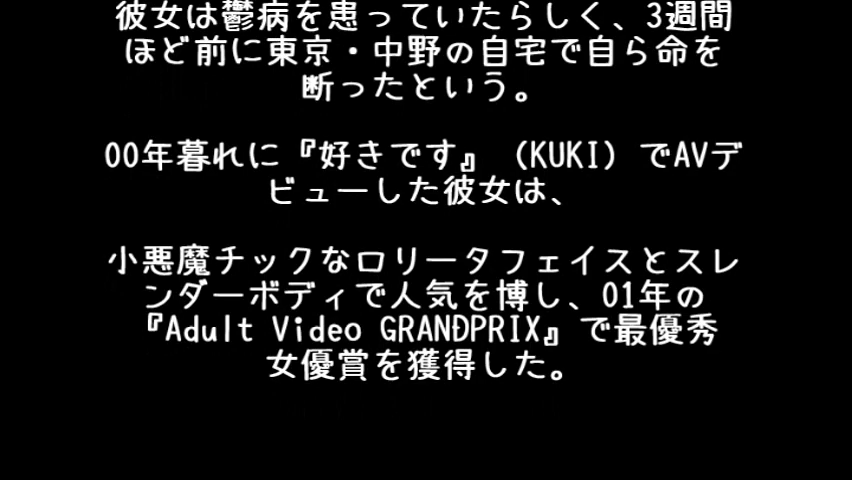 彼女は鬱病を患っていたらしく、3週間
ほど前に東京・中野の自宅で自ら命を
断ったという。
00年暮れに『好きです』（KUKI）でAVデ
ビューした彼女は、
小悪魔チックなロリータフェイスとスレ
ンダーボディで人気を博し、01年の
『Adult Video GRANDPRIX』で最優秀
女優賞を獲得した。